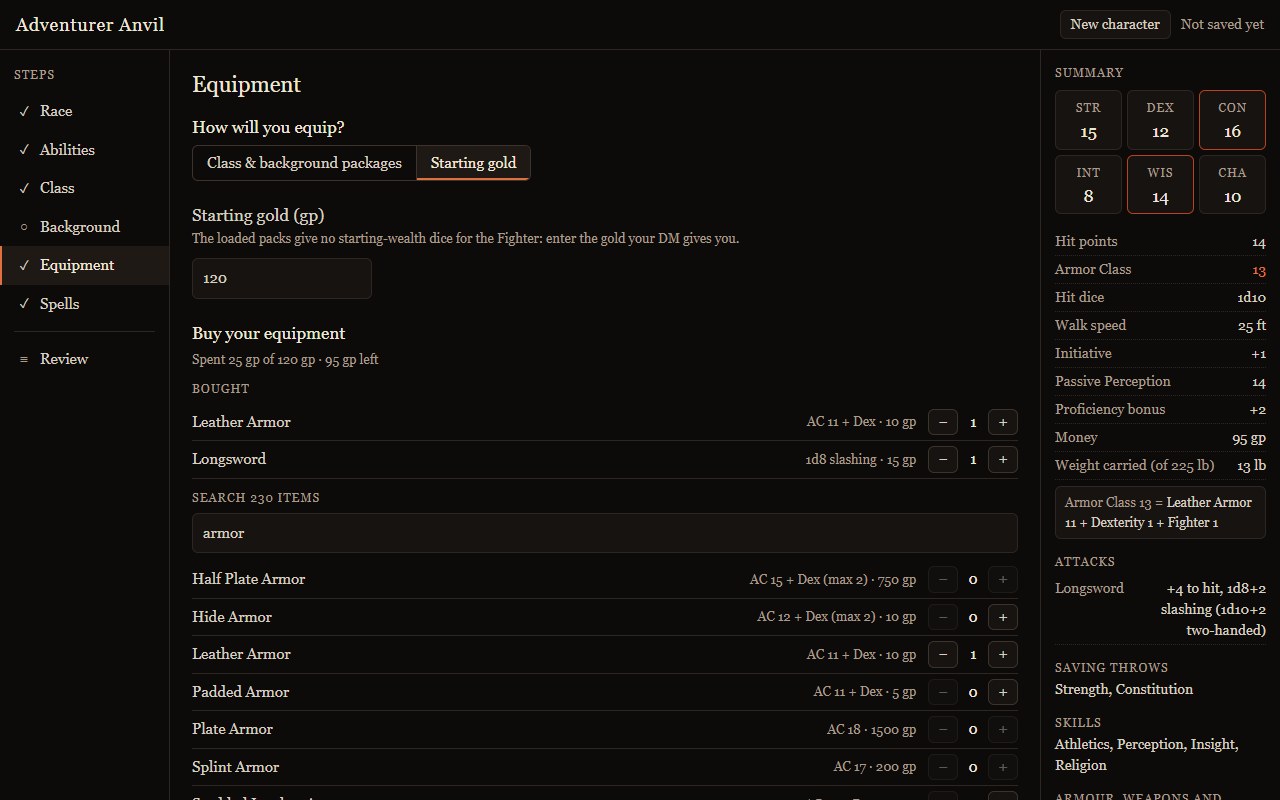 Adventurer Anvil
New character
Not saved yet
STEPS
✓ Race
✓ Abilities
✓ Class
○ Background
✓ Equipment
✓ Spells
≡ Review
Equipment
How will you equip?
Class & background packages
Starting gold
Starting gold (gp)
The loaded packs give no starting-wealth dice for the Fighter: enter the gold your DM gives you.
120
Buy your equipment
Spent 25 gp of 120 gp · 95 gp left
BOUGHT
Leather Armor AC 11 + Dex · 10 gp − 1 +
Longsword 1d8 slashing · 15 gp − 1 +
SEARCH 230 ITEMS
armor
Half Plate Armor AC 15 + Dex (max 2) · 750 gp − 0 +
Hide Armor AC 12 + Dex (max 2) · 10 gp − 0 +
Leather Armor AC 11 + Dex · 10 gp − 1 +
Padded Armor AC 11 + Dex · 5 gp − 0 +
Plate Armor AC 18 · 1500 gp − 0 +
Splint Armor AC 17 · 200 gp − 0 +
SUMMARY
STR DEX CON
15 12 16
INT WIS CHA
8 14 10
Hit points 14
Armor Class 13
Hit dice 1d10
Walk speed 25 ft
Initiative +1
Passive Perception 14
Proficiency bonus +2
Money 95 gp
Weight carried (of 225 lb) 13 lb
Armor Class 13 = Leather Armor
11 + Dexterity 1 + Fighter 1
ATTACKS
Longsword +4 to hit, 1d8+2
slashing (1d10+2
two-handed)
SAVING THROWS
Strength, Constitution
SKILLS
Athletics, Perception, Insight,
Religion
ARMOUR, WEAPONS AND